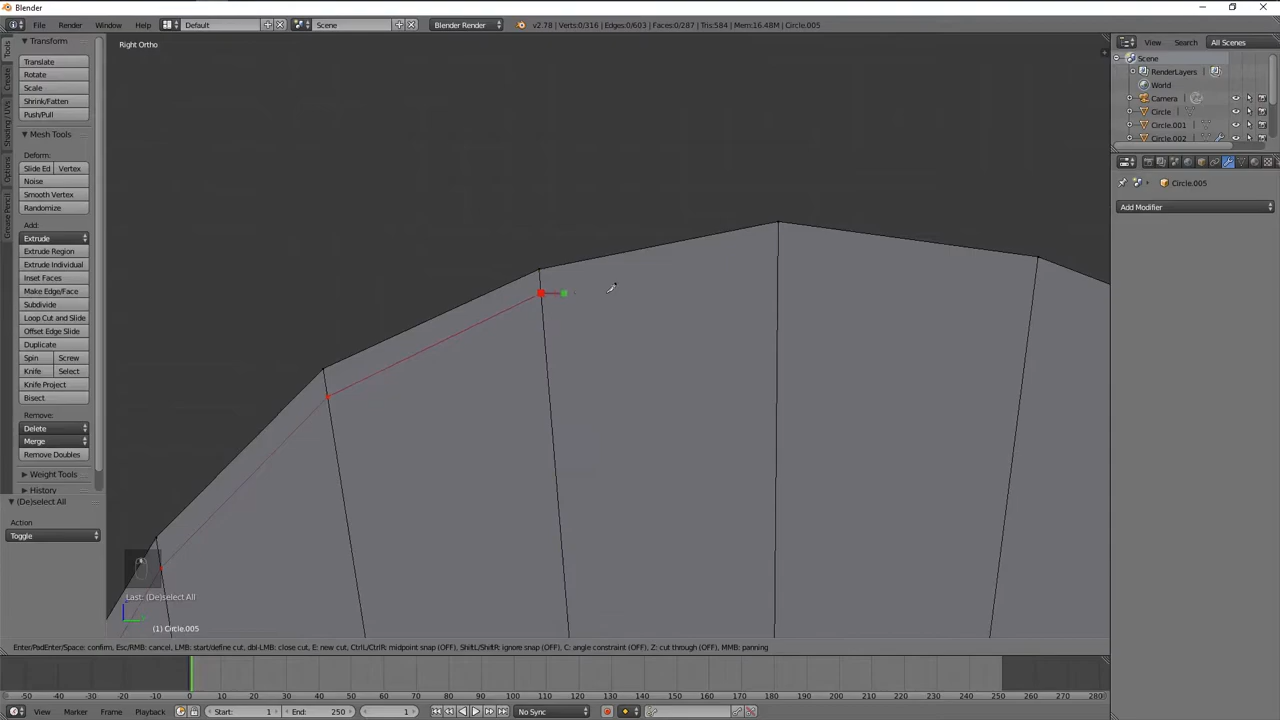 Blender
File Render Window Help Default Scene Blender Render v2.78 | Verts:0/316 | Edges:0/603 | Faces:0/287 | Tris:584 | Mem:16.48M | Circle.005
Transform
Translate
Rotate
Scale
Shrink/Fatten
Push/Pull
Mesh Tools
Deform:
Slide Ed Vertex
Noise
Smooth Vertex
Randomize
Add:
Extrude
Extrude Region
Extrude Individual
Inset Faces
Make Edge/Face
Subdivide
Loop Cut and Slide
Offset Edge Slide
Duplicate
Spin Screw
Knife Select
Knife Project
Bisect
Remove:
Delete
Merge
Remove Doubles
Weight Tools
History
(De)select All
Action
Toggle
Tools
Create
Shading / UVs
Options
Grease Pencil
Right Ortho
Last: (De)select All
(1) Circle.005
View Search All Scenes
Scene
RenderLayers
World
Camera
Circle
Circle.001
Circle.002
Circle.005
Add Modifier
Enter/PadEnter/Space: confirm, Esc/RMB: cancel, LMB: start/define cut, dbl-LMB: close cut, E: new cut, CtrlL/CtrlR: midpoint snap (OFF), ShiftL/ShiftR: ignore snap (OFF), C: angle constraint (OFF), Z: cut through (OFF), MMB: panning
-50 -40 -30 -20 -10 0 10 20 30 40 50 60 70 80 90 100 110 120 130 140 150 160 170 180 190 200 210 220 230 240 250 260 270 280
View Marker Frame Playback Start: 1 End: 250 1 No Sync